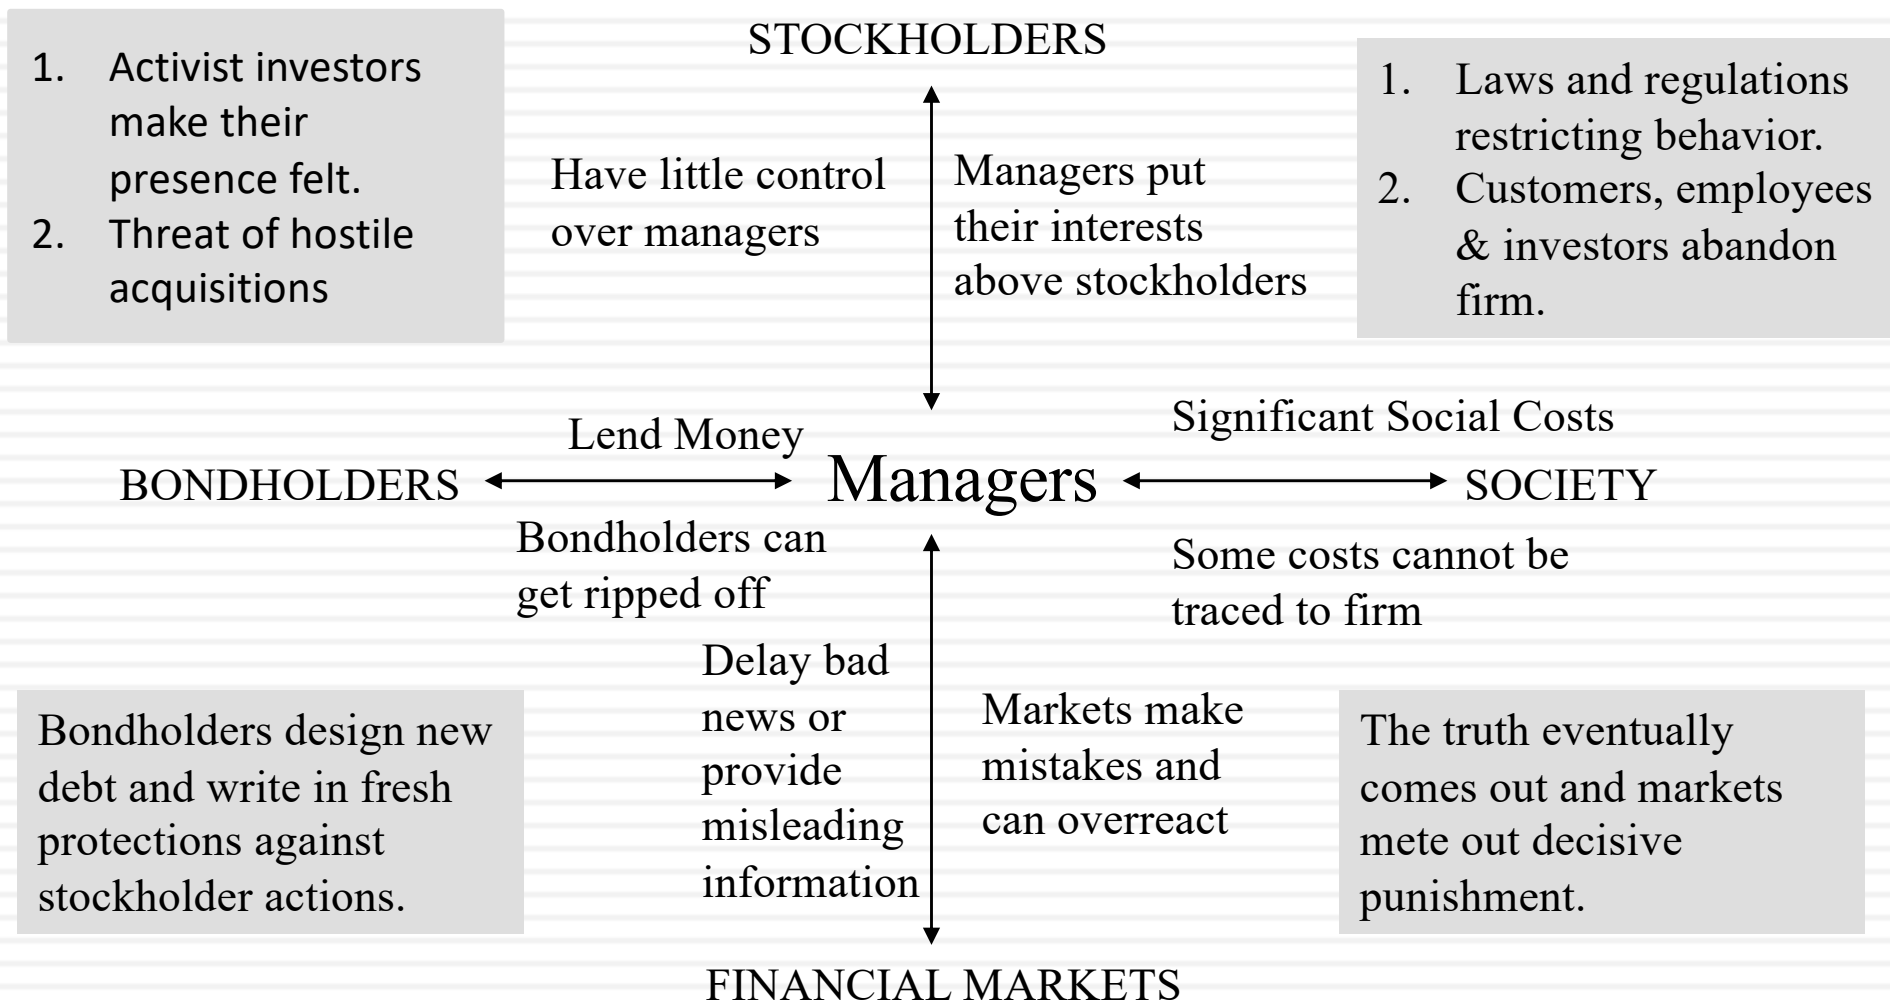 1. Activist investors
make their
presence felt.
2. Threat of hostile
acquisitions
STOCKHOLDERS
Have little control
over managers
Managers put
their interests
above stockholders
1. Laws and regulations
restricting behavior.
2. Customers, employees
& investors abandon
firm.
Lend Money
BONDHOLDERS
Bondholders can
get ripped off
Managers
Significant Social Costs
SOCIETY
Some costs cannot be
traced to firm
Bondholders design new
debt and write in fresh
protections against
stockholder actions.
Delay bad
news or
provide
misleading
information
Markets make
mistakes and
can overreact
The truth eventually
comes out and markets
mete out decisive
punishment.
FINANCIAL MARKETS